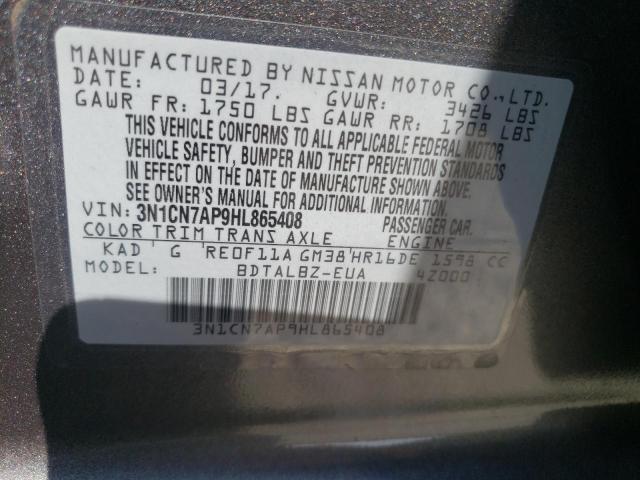 MANUFACTURED BY NISSAN MOTOR CO., LTD.
DATE: 03/17. GVWR: 3426 LBS
GAWR FR: 1750 LBS GAWR RR: 1708 LBS
THIS VEHICLE CONFORMS TO ALL APPLICABLE FEDERAL MOTOR
VEHICLE SAFETY, BUMPER AND THEFT PREVENTION STANDARDS
IN EFFECT ON THE DATE OF MANUFACTURE SHOWN ABOVE.
SEE OWNER'S MANUAL FOR ADDITIONAL INFORMATION.
VIN: 3N1CN7AP9HL865408 PASSENGER CAR.
COLOR TRIM TRANS AXLE ENGINE
KAD G RE0F11A GM38 HR16DE 1598 CC
MODEL: BDTALBZ-EUA 4Z000
3N1CN7AP9HL865408